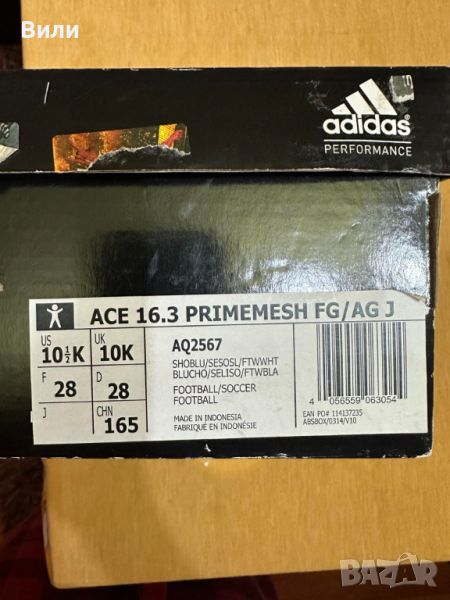 Вили
adidas
PERFORMANCE
ACE 16.3 PRIMEMESH FG/AG J
US
10½K
UK
10K
F
28
D
28
J
CHN
165
AQ2567
SHOBLU/SESOSL/FTWWHT
BLUCHO/SELISO/FTWBLA
FOOTBALL/SOCCER
FOOTBALL
MADE IN INDONESIA
FABRIQUÉ EN INDONÉSIE
4 056559 063054
EAN PO# 114137235
ABSBOX/0314/V10
BAZAR